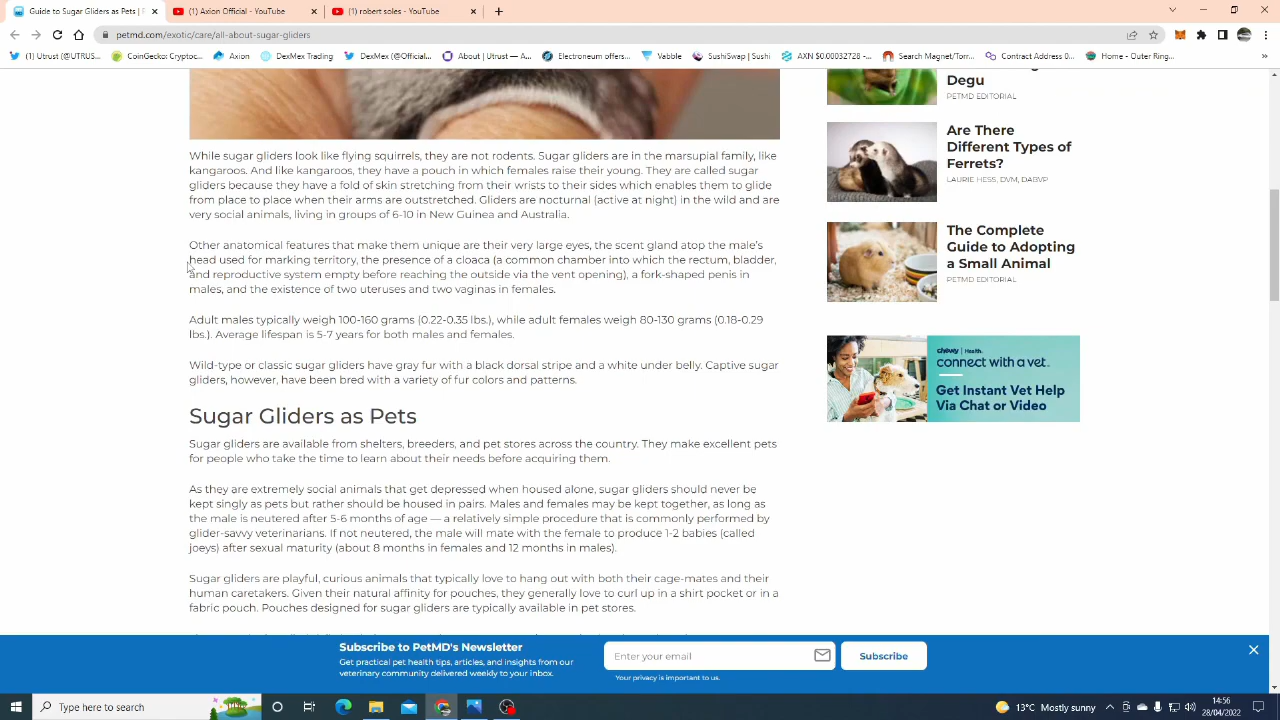 Guide to Sugar Gliders as Pets |
Axion - YouTube
(1) robert soles - YouTube
petmd.com/exotic/care/all-about-sugar-gliders
(1) Utrust (@UTRUS...
CoinGecko: Cryptoc...
Axion
DexMex Trading
DexMex (@Official...
About | Utrust — A...
Electroneum offers...
Vabble
SushiSwap | Sushi
AXN $0.00032728 -...
Search Magnet/Torr...
Contract Address 0...
Home - Outer Ring...
»
Degu
PETMD EDITORIAL
Are There
Different Types of
Ferrets?
LAURIE HESS, DVM, DABVP
The Complete
Guide to Adopting
a Small Animal
PETMD EDITORIAL
chewy | Health.
connect with a vet
Get Instant Vet Help
Via Chat or Video
While sugar gliders look like flying squirrels, they are not rodents. Sugar gliders are in the marsupial family, like
kangaroos. And like kangaroos, they have a pouch in which females raise their young. They are called sugar
gliders because they have a fold of skin stretching from their wrists to their sides which enables them to glide
from place to place when their arms are outstretched. Gliders are nocturnal (active at night) in the wild and are
very social animals, living in groups of 6-10 in New Guinea and Australia.
Other anatomical features that make them unique are their very large eyes, the scent gland atop the male's
head used for marking territory, the presence of a cloaca (a common chamber into which the rectum, bladder,
and reproductive system empty before reaching the outside via the vent opening), a fork-shaped penis in
males, and the presence of two uteruses and two vaginas in females.
Adult males typically weigh 100-160 grams (0.22-0.35 lbs.), while adult females weigh 80-130 grams (0.18-0.29
lbs.). Average lifespan is 5-7 years for both males and females.
Wild type sugar gliders have gray fur with a black dorsal stripe and a white under belly. Captive sugar
gliders, however, have been bred with a variety of fur colors and patterns.
Sugar Gliders as Pets
Sugar gliders are available from shelters, breeders, and pet stores across the country. They make excellent pets
for people who take the time to learn about their needs before acquiring them.
As they are extremely social animals that get depressed when housed alone, sugar gliders should never be
kept singly as pets but rather should be housed in pairs. Males and females may be kept together, as long as
the male is neutered after 5-6 months of age — a relatively simple procedure that is commonly performed by
glider-savvy veterinarians. If not neutered, the male will mate with the female to produce 1-2 babies (called
joeys) after sexual maturity (about 8 months in females and 12 months in males).
Sugar gliders are playful, curious animals that typically love to hang out with both their cage-mates and their
human caretakers. Given their natural affinity for pouches, they generally love to curl up in a shirt pocket or in a
fabric pouch. Pouches designed for sugar gliders are typically available in pet stores.
Subscribe to PetMD's Newsletter
Get practical pet health tips, articles, and insights from our
veterinary community delivered weekly to your inbox.
Enter your email
Subscribe
Your privacy is important to us.
Type here to search
13°C Mostly sunny
14:56
28/04/2022